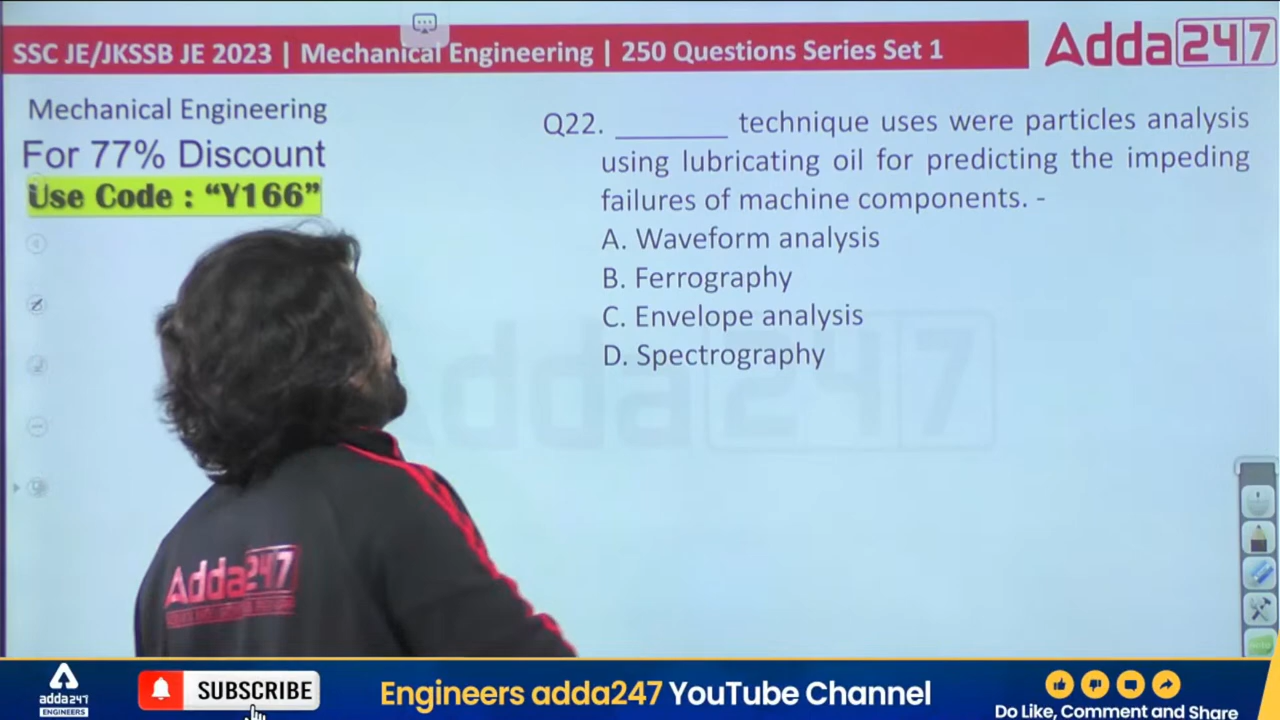 SSC JE/JKSSB JE 2023 | Mechanical Engineering | 250 Questions Series Set 1
Adda247
Mechanical Engineering
For 77% Discount
Use Code : “Y166”
Q22. ________ technique uses were particles analysis
using lubricating oil for predicting the impeding
failures of machine components. -
A. Waveform analysis
B. Ferrography
C. Envelope analysis
D. Spectrography
Adda247
Adda247
adda247
ENGINEERS
SUBSCRIBE
Engineers adda247 YouTube Channel
Do Like, Comment and Share